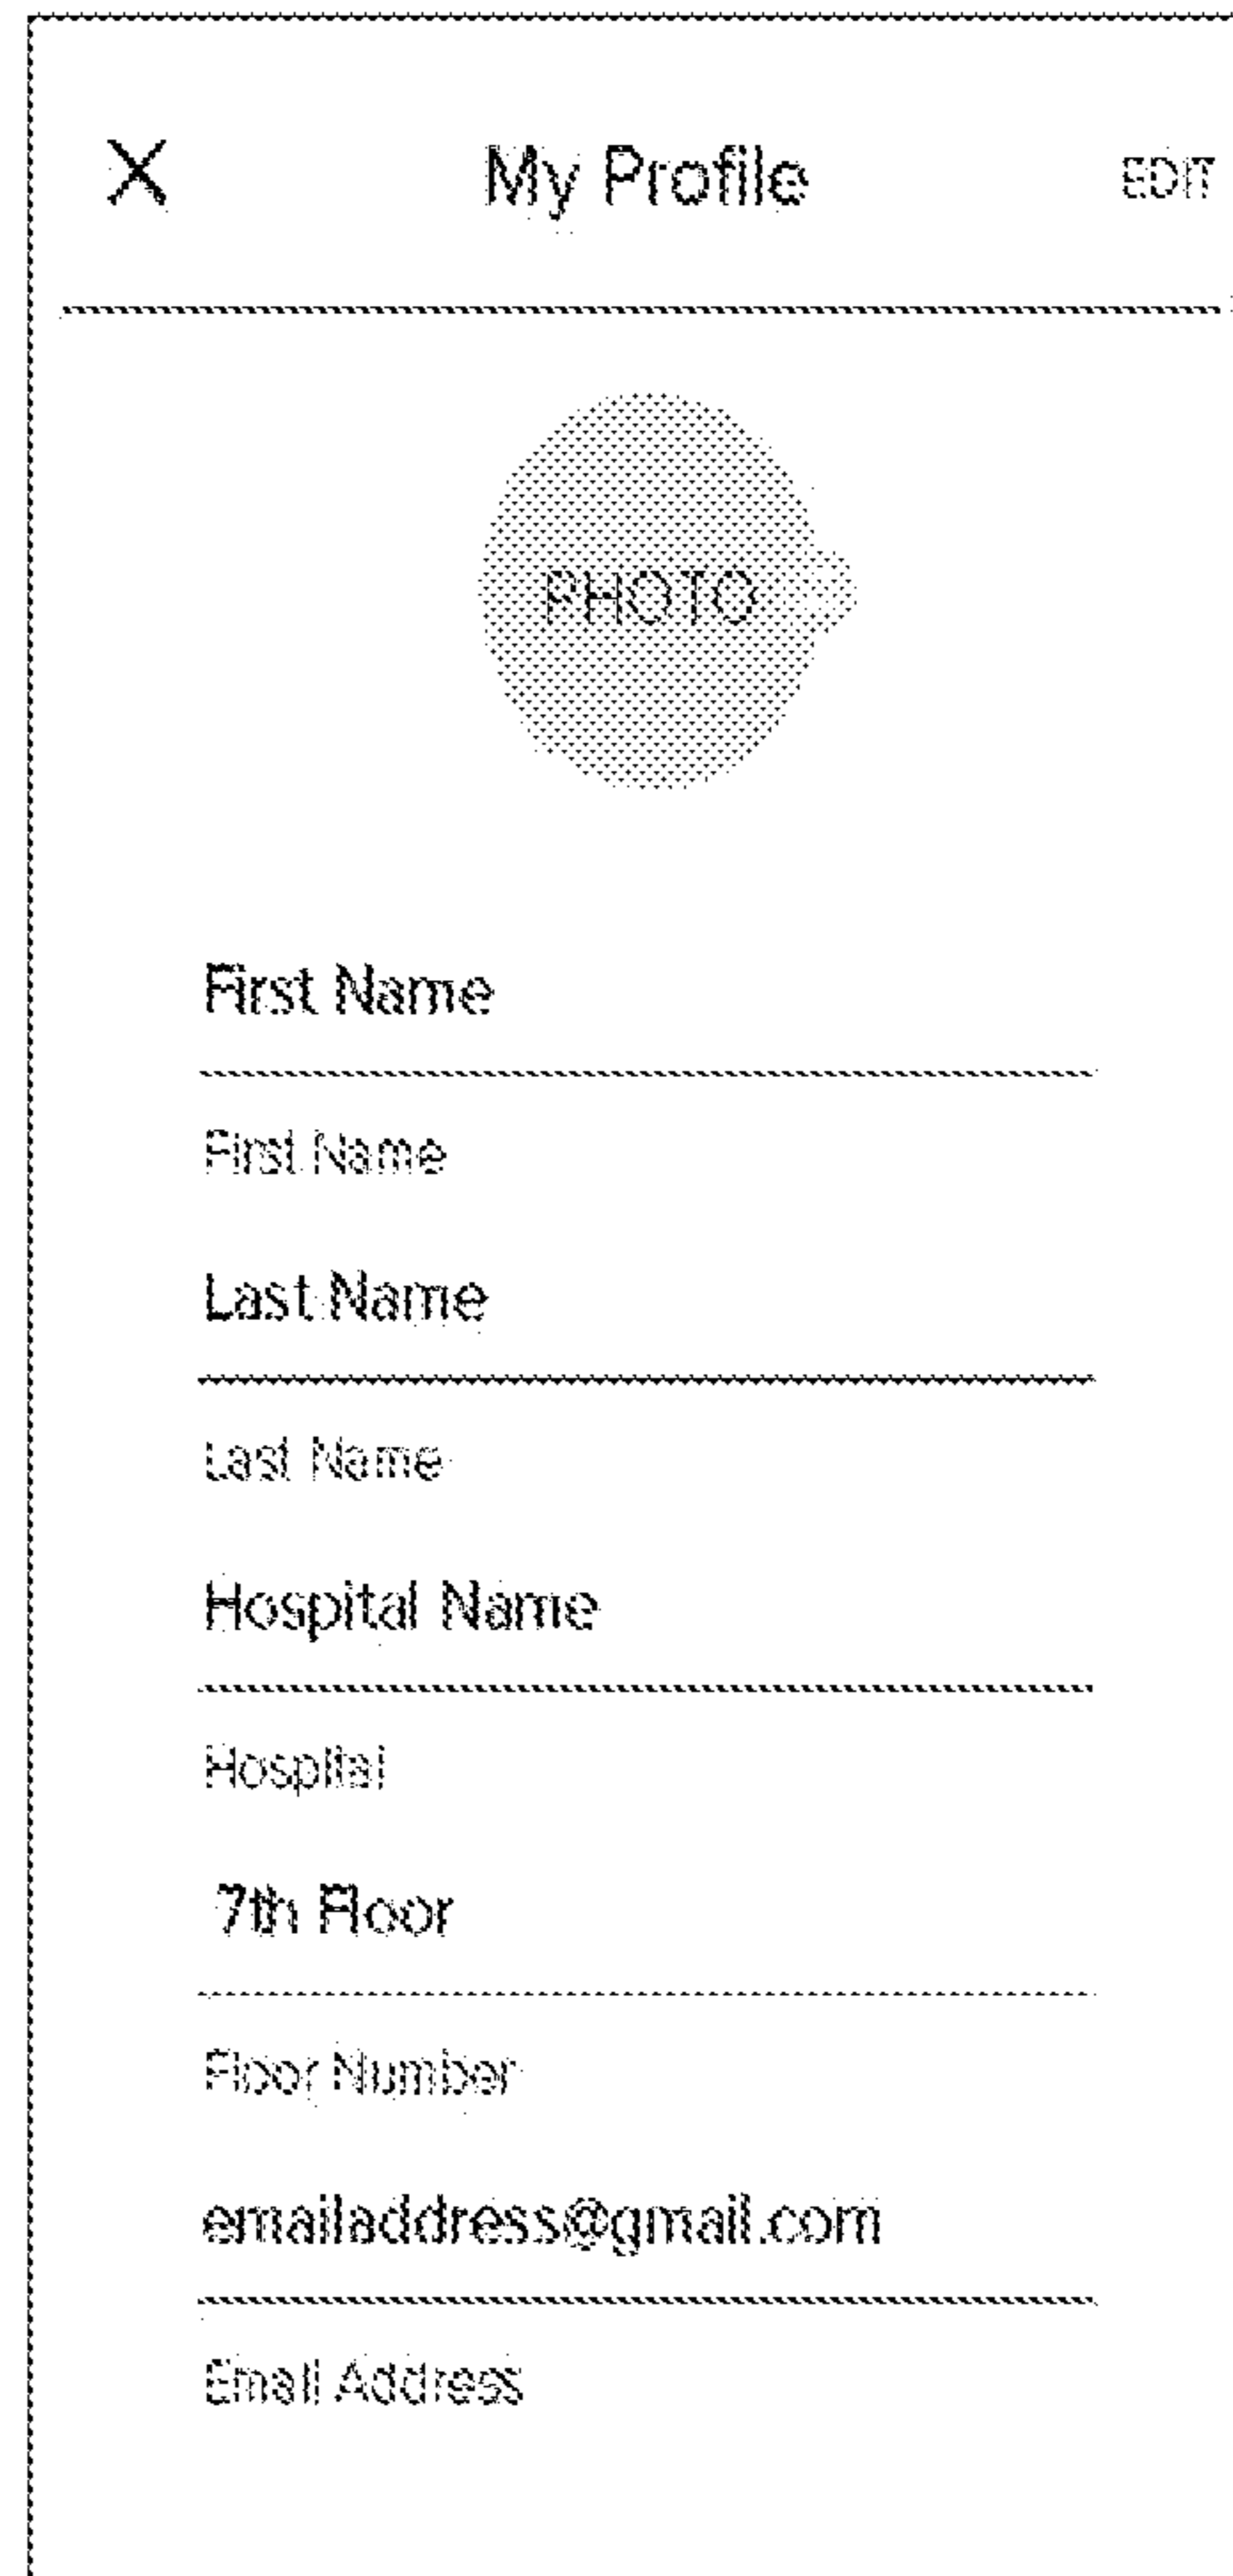 X My Profile EDIT
PHOTO
First Name
First Name
Last Name
Last Name
Hospital Name
Hospital
7th Floor
Floor Number
emailaddress@gmail.com
Email Address